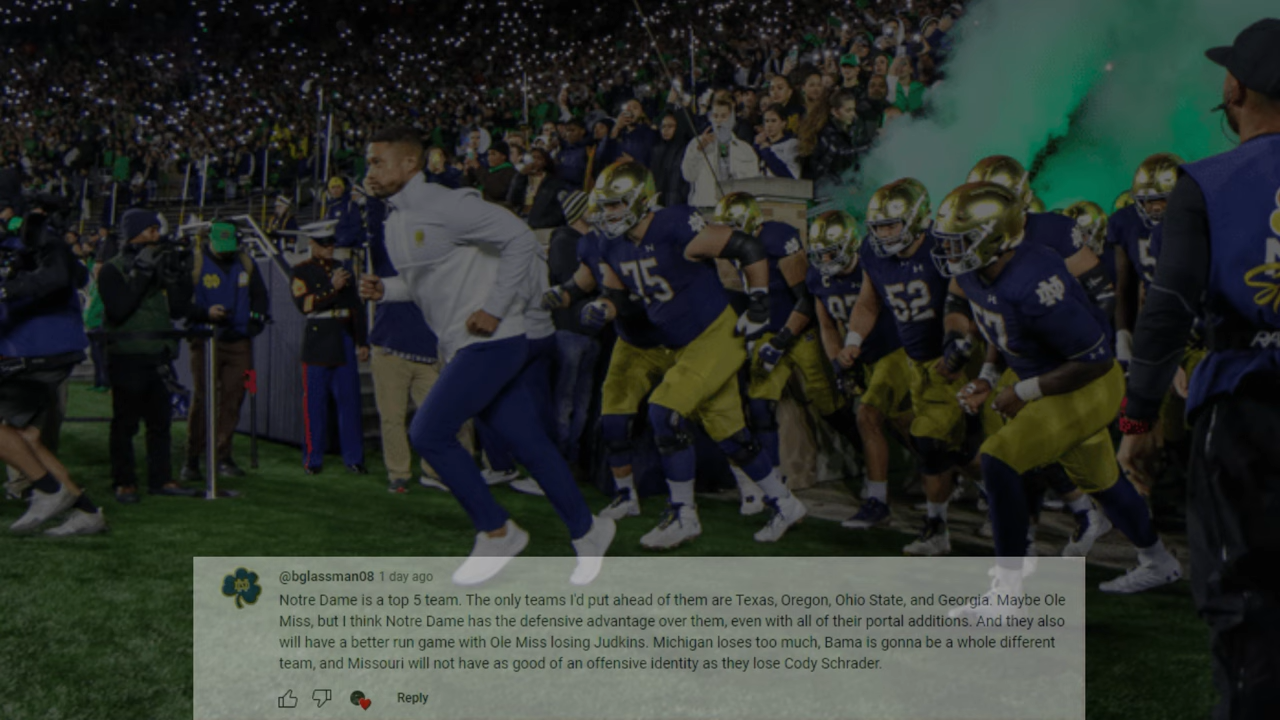 75
52
@bglassman08 1 day ago
Notre Dame is a top 5 team. The only teams I'd put ahead of them are Texas, Oregon, Ohio State, and Georgia. Maybe Ole
Miss, but I think Notre Dame has the defensive advantage over them, even with all of their portal additions. And they also
will have a better run game with Ole Miss losing Judkins. Michigan loses too much, Bama is gonna be a whole different
team, and Missouri will not have as good of an offensive identity as they lose Cody Schrader.
Reply